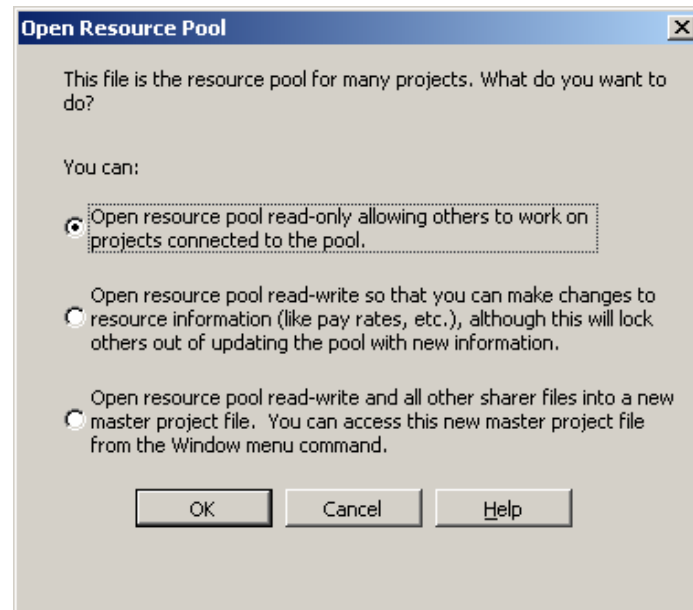 Open Resource Pool
This file is the resource pool for many projects. What do you want to
do?
You can:
Open resource pool read-only allowing others to work on
projects connected to the pool.
Open resource pool read-write so that you can make changes to
resource information (like pay rates, etc.), although this will lock
others out of updating the pool with new information.
Open resource pool read-write and all other sharer files into a new
master project file.  You can access this new master project file
from the Window menu command.
OK Cancel Help